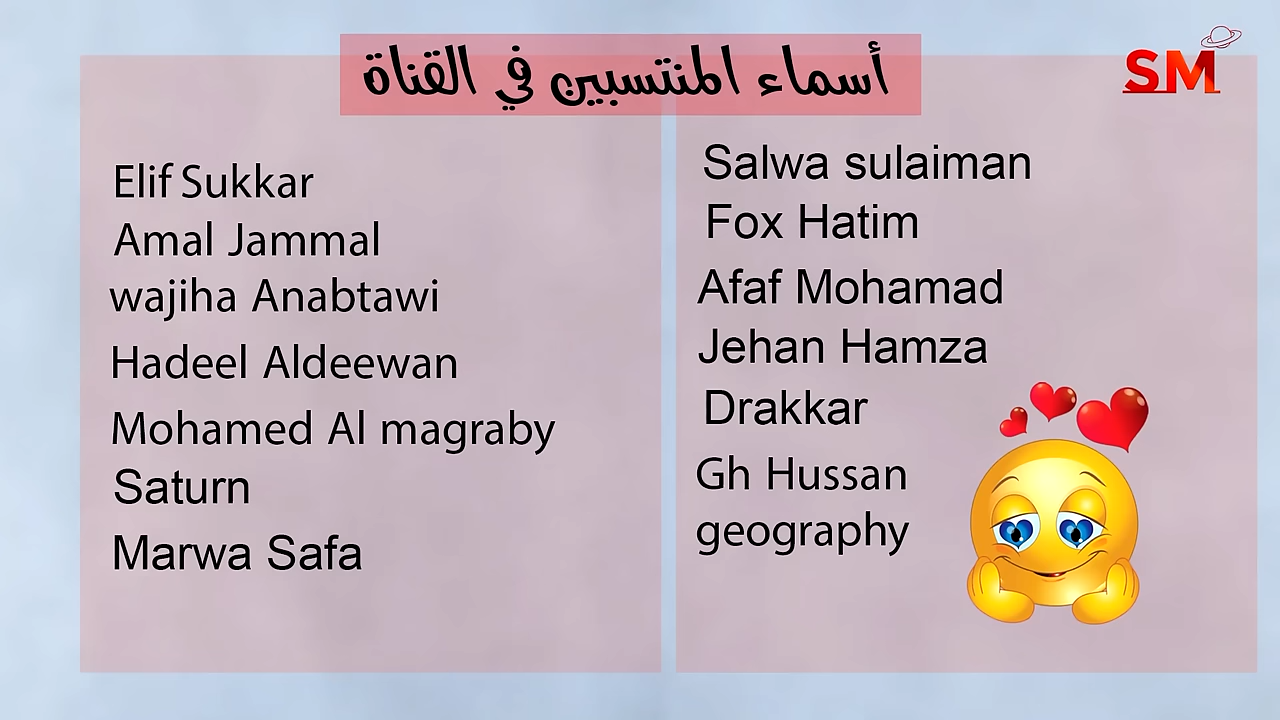 أسماء المنتسبين في القناة
SM
Elif Sukkar
Amal Jammal
wajiha Anabtawi
Hadeel Aldeewan
Mohamed Al magraby
Saturn
Marwa Safa
Salwa sulaiman
Fox Hatim
Afaf Mohamad
Jehan Hamza
Drakkar
Gh Hussan
geography